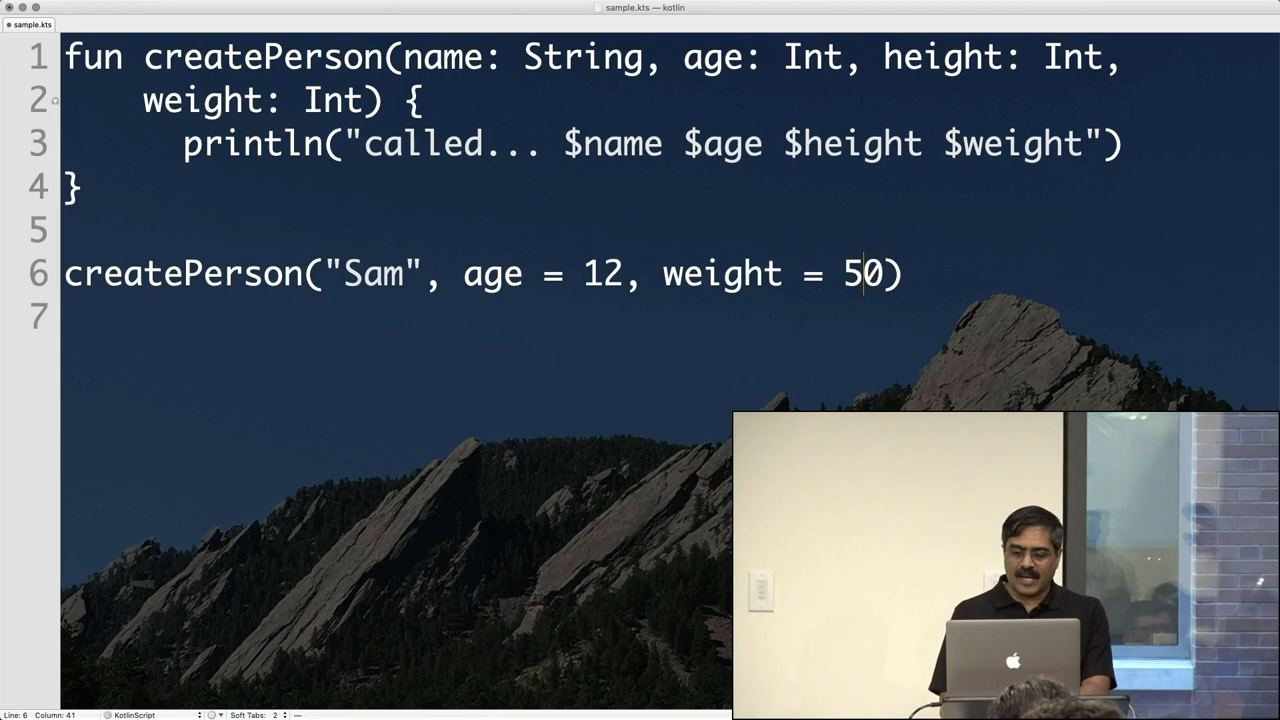 sample.kts — kotlin
sample.kts
1 fun createPerson(name: String, age: Int, height: Int,
2 weight: Int) {
3 println("called... $name $age $height $weight")
4 }
5
6 createPerson("Sam", age = 12, weight = 50)
7
Line: 6 Column: 41 KotlinScript Soft Tabs: 2 —